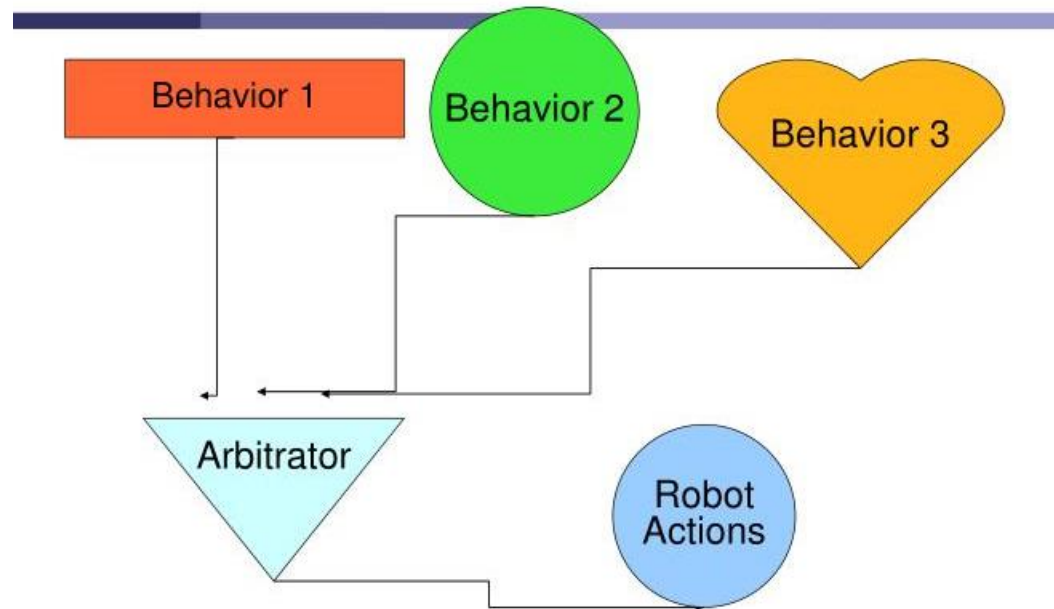 Behavior 1
Behavior 2
Behavior 3
Arbitrator
Robot
Actions